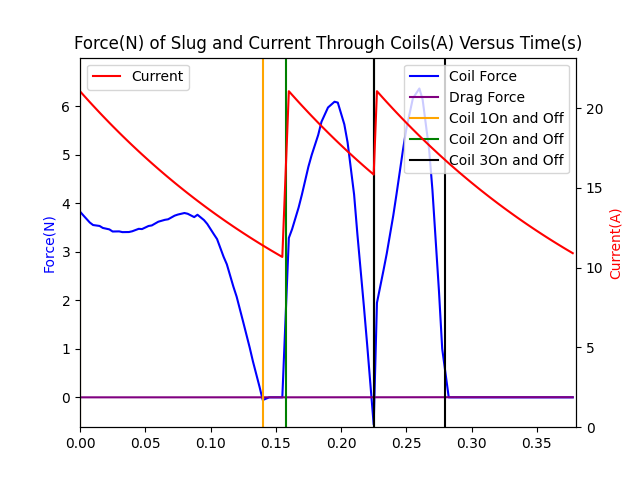 Force(N) of Slug and Current Through Coils(A) Versus Time(s)
Current
Coil Force
Drag Force
Coil 1On and Off
Coil 2On and Off
Coil 3On and Off
Force(N)
6
5
4
3
2
1
0
Current(A)
20
15
10
5
0
0.00 0.05 0.10 0.15 0.20 0.25 0.30 0.35